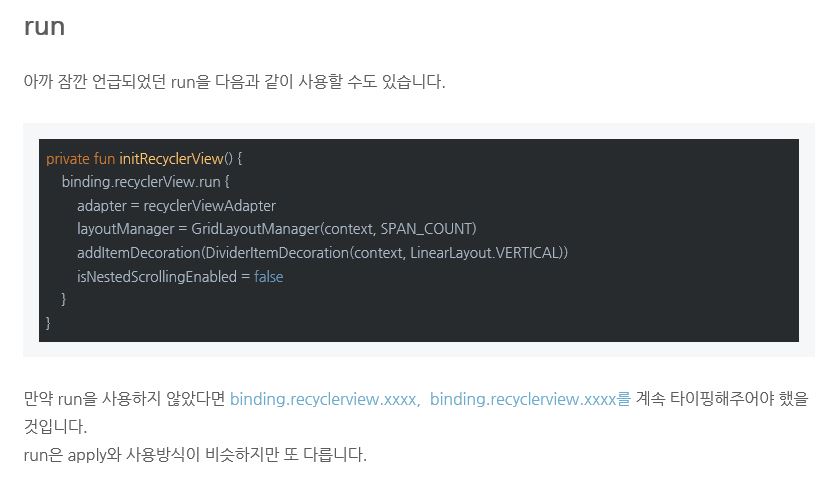 run
아까 잠깐 언급되었던 run을 다음과 같이 사용할 수도 있습니다.
private fun initRecyclerView() {
    binding.recyclerView.run {
        adapter = recyclerViewAdapter
        layoutManager = GridLayoutManager(context, SPAN_COUNT)
        addItemDecoration(DividerItemDecoration(context, LinearLayout.VERTICAL))
        isNestedScrollingEnabled = false
    }
}
만약 run을 사용하지 않았다면 binding.recyclerview.xxxx,  binding.recyclerview.xxxx를 계속 타이핑해주어야 했을
것입니다.
run은 apply와 사용방식이 비슷하지만 또 다릅니다.